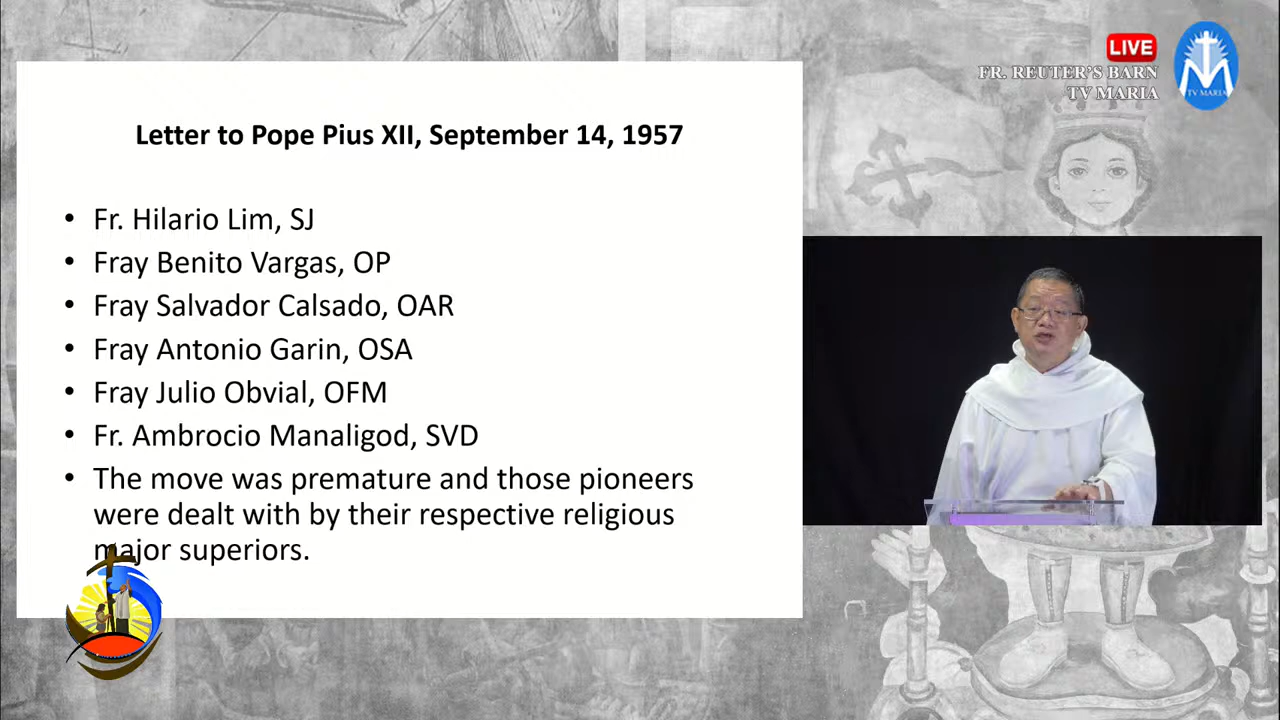 LIVE
FR. REUTER'S BARN
TV MARIA
TV MARIA
Letter to Pope Pius XII, September 14, 1957
• Fr. Hilario Lim, SJ
• Fray Benito Vargas, OP
• Fray Salvador Calsado, OAR
• Fray Antonio Garin, OSA
• Fray Julio Obvial, OFM
• Fr. Ambrocio Manaligod, SVD
• The move was premature and those pioneers
were dealt with by their respective religious
major superiors.